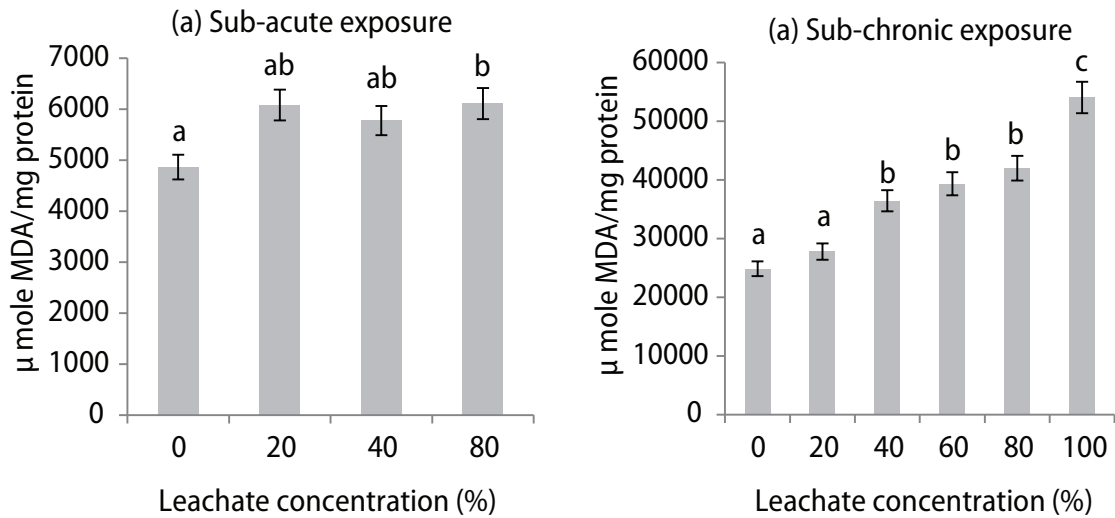 (a) Sub-acute exposure
μ mole MDA/mg protein
7000
6000
5000
4000
3000
2000
1000
0
a
ab
ab
b
0 20 40 80
Leachate concentration (%)
(a) Sub-chronic exposure
μ mole MDA/mg protein
60000
50000
40000
30000
20000
10000
0
a
a
b
b
b
c
0 20 40 60 80 100
Leachate concentration (%)